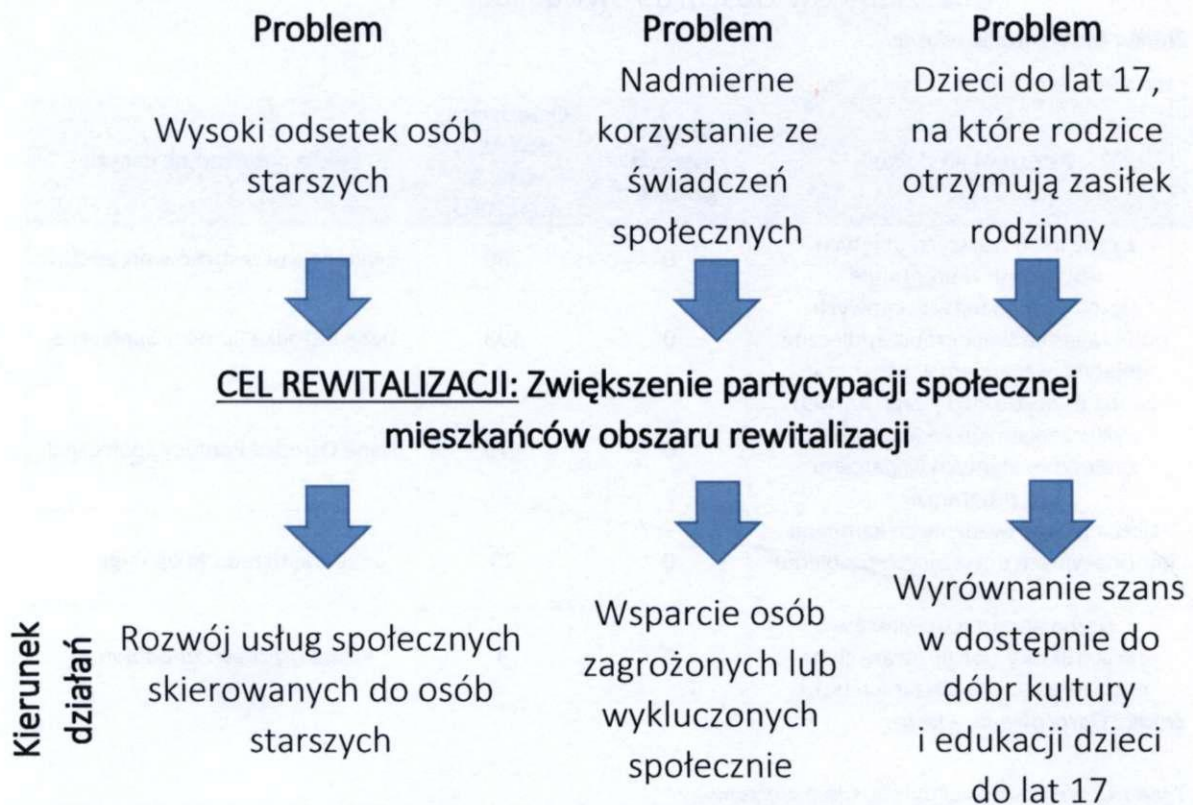 Problem
Wysoki odsetek osób
starszych
Problem
Nadmierne
korzystanie ze
świadczeń
społecznych
Problem
Dzieci do lat 17,
na które rodzice
otrzymują zasiłek
rodzinny
CEL REWITALIZACJI: Zwiększenie partycypacji społecznej
mieszkańców obszaru rewitalizacji
Kierunek
działań
Rozwój usług społecznych
skierowanych do osób
starszych
Wsparcie osób
zagrożonych lub
wykluczonych
społecznie
Wyrównanie szans
w dostępnie do
dóbr kultury
i edukacji dzieci
do lat 17